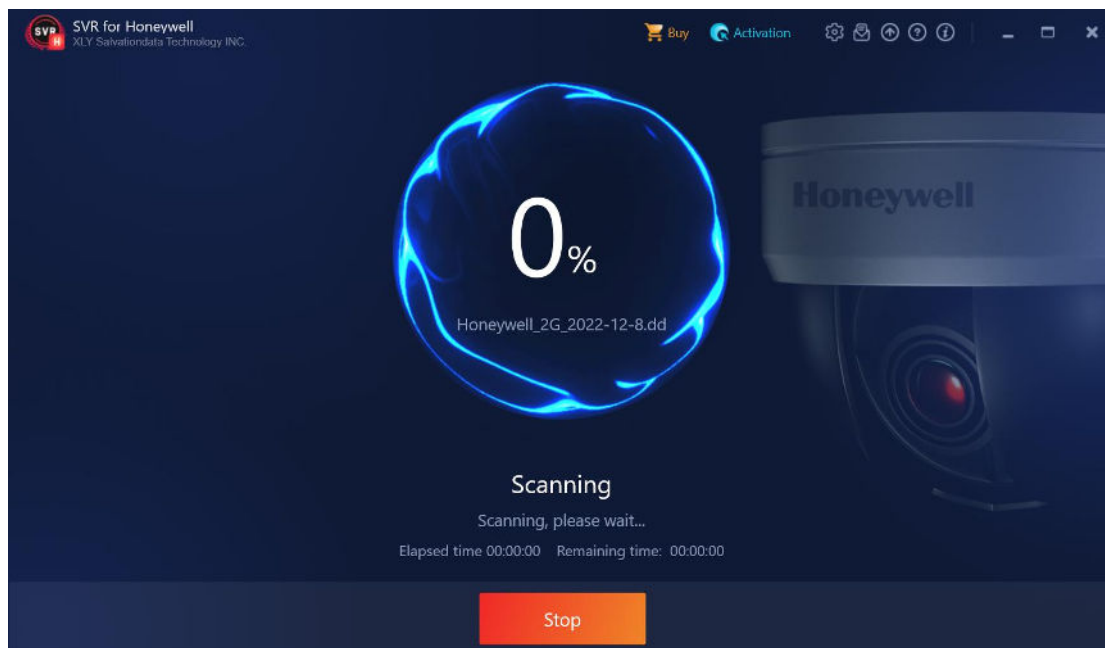 SVR for Honeywell
XLY Salvationdata Technology INC.
Buy
Activation
Honeywell
0%
Honeywell_2G_2022-12-8.dd
Scanning
Scanning, please wait...
Elapsed time 00:00:00 Remaining time: 00:00:00
Stop